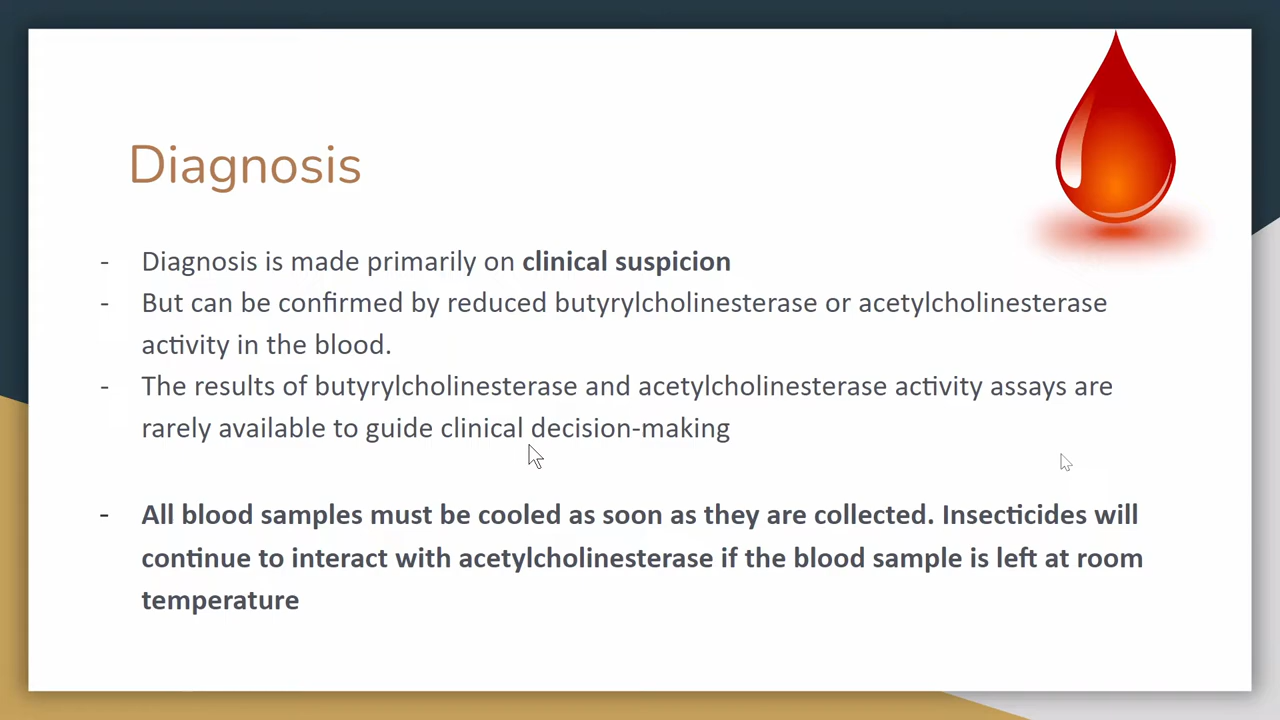 Diagnosis
- Diagnosis is made primarily on clinical suspicion
- But can be confirmed by reduced butyrylcholinesterase or acetylcholinesterase
activity in the blood.
- The results of butyrylcholinesterase and acetylcholinesterase activity assays are
rarely available to guide clinical decision-making
- All blood samples must be cooled as soon as they are collected. Insecticides will
continue to interact with acetylcholinesterase if the blood sample is left at room
temperature